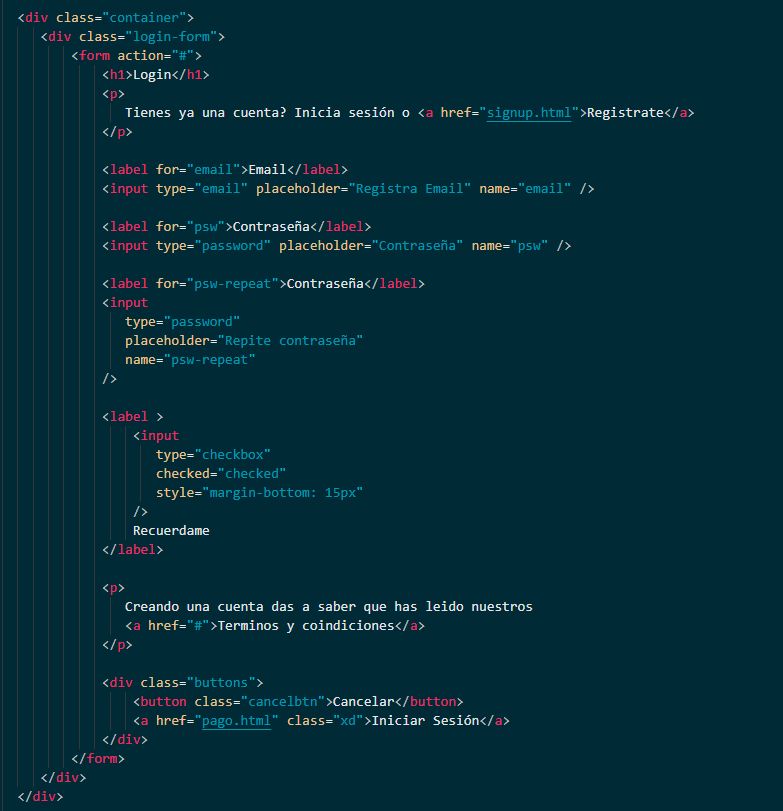 <div class="container">
<div class="login-form">
<form action="#">
<h1>Login</h1>
<p>
Tienes ya una cuenta? Inicia sesión o <a href="signup.html">Registrate</a>
</p>
<label for="email">Email</label>
<input type="email" placeholder="Registra Email" name="email" />
<label for="psw">Contraseña</label>
<input type="password" placeholder="Contraseña" name="psw" />
<label for="psw-repeat">Contraseña</label>
<input
type="password"
placeholder="Repite contraseña"
name="psw-repeat"
/>
<label >
<input
type="checkbox"
checked="checked"
style="margin-bottom: 15px"
/>
Recuerdame
</label>
<p>
Creando una cuenta das a saber que has leido nuestros
<a href="#">Terminos y coindiciones</a>
</p>
<div class="buttons">
<button class="cancelbtn">Cancelar</button>
<a href="pago.html" class="xd">Iniciar Sesión</a>
</div>
</form>
</div>
</div>